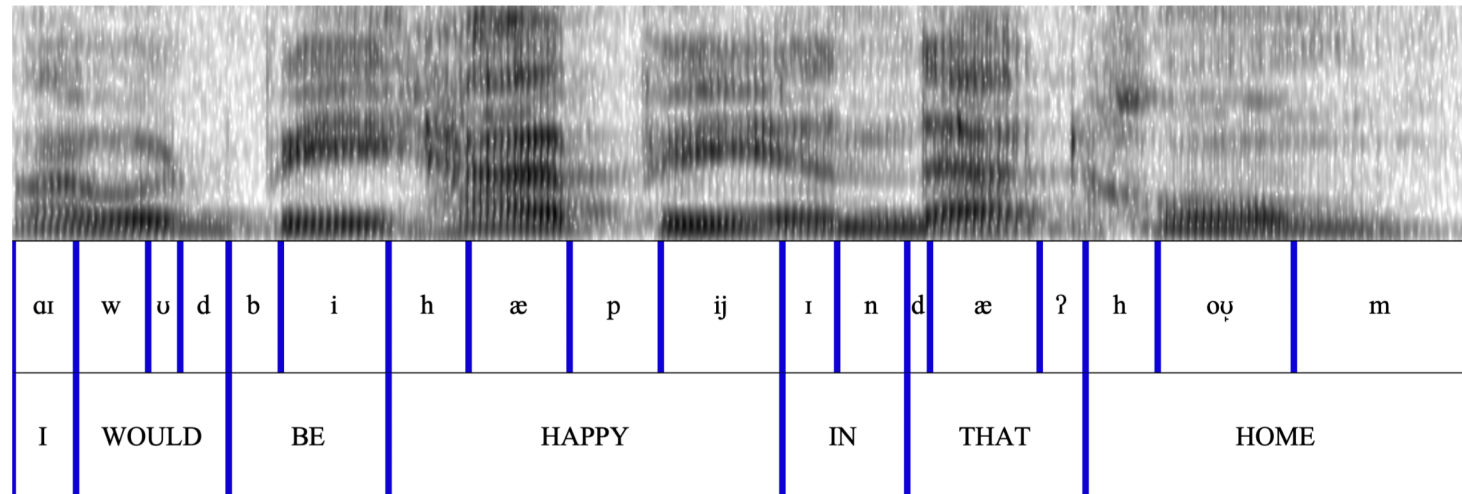 ɑɪ w ʊ d b i h æ p ij ɪ n d æ ʔ h oʊ̟ m
I WOULD BE HAPPY IN THAT HOME